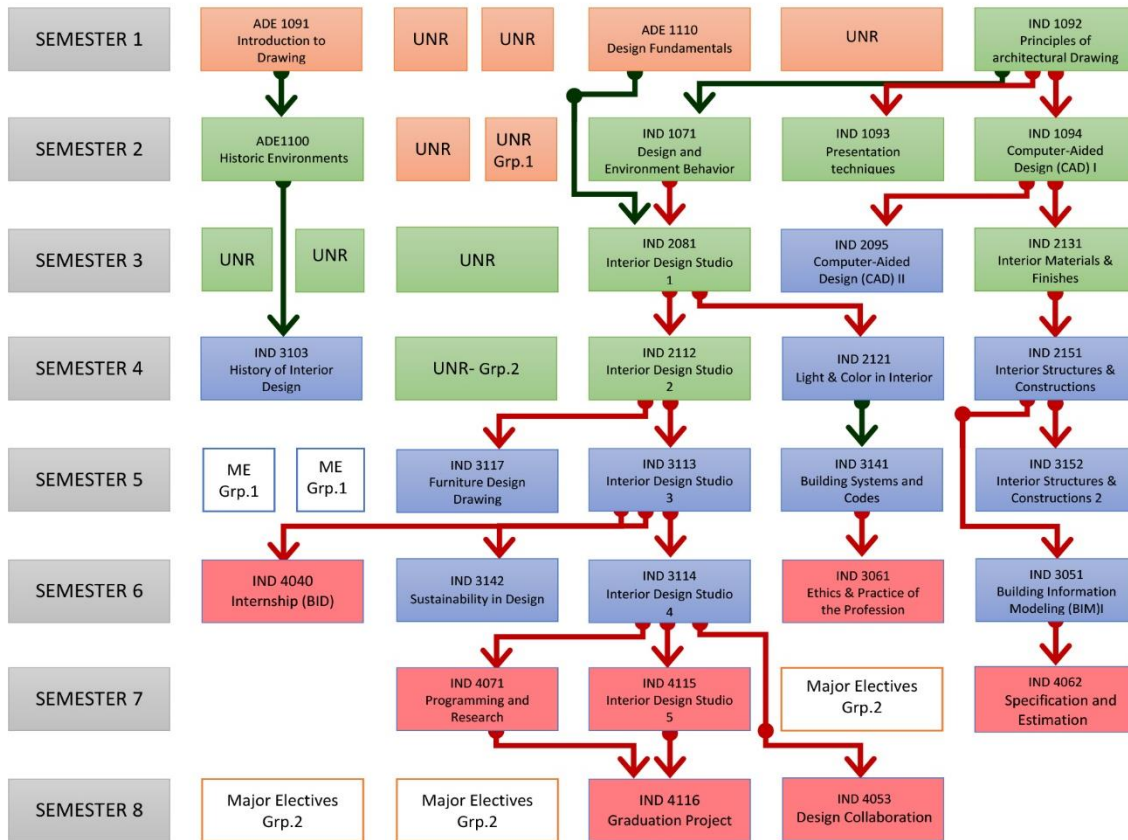 SEMESTER 1
ADE 1091
Introduction to
Drawing
UNR
UNR
ADE 1110
Design Fundamentals
UNR
IND 1092
Principles of
architectural Drawing
SEMESTER 2
ADE1100
Historic Environments
UNR
UNR
Grp.1
IND 1071
Design and
Environment Behavior
IND 1093
Presentation
techniques
IND 1094
Computer-Aided
Design (CAD) I
SEMESTER 3
UNR
UNR
UNR
IND 2081
Interior Design Studio
1
IND 2095
Computer-Aided
Design (CAD) II
IND 2131
Interior Materials &
Finishes
SEMESTER 4
IND 3103
History of Interior
Design
UNR- Grp.2
IND 2112
Interior Design Studio
2
IND 2121
Light & Color in Interior
IND 2151
Interior Structures &
Constructions
SEMESTER 5
ME
Grp.1
ME
Grp.1
IND 3117
Furniture Design
Drawing
IND 3113
Interior Design Studio
3
IND 3141
Building Systems and
Codes
IND 3152
Interior Structures &
Constructions 2
SEMESTER 6
IND 4040
Internship (BID)
IND 3142
Sustainability in Design
IND 3114
Interior Design Studio
4
IND 3061
Ethics & Practice of
the Profession
IND 3051
Building Information
Modeling (BIM)I
SEMESTER 7
IND 4071
Programming and
Research
IND 4115
Interior Design Studio
5
Major Electives
Grp.2
IND 4062
Specification and
Estimation
SEMESTER 8
Major Electives
Grp.2
Major Electives
Grp.2
IND 4116
Graduation Project
IND 4053
Design Collaboration